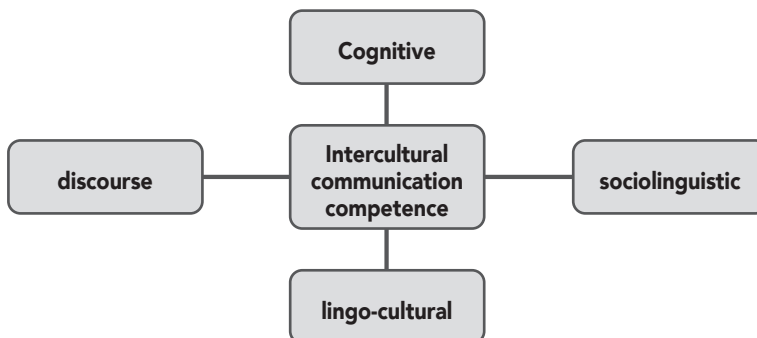 Cognitive
discourse
Intercultural
communication
competence
sociolinguistic
lingo-cultural